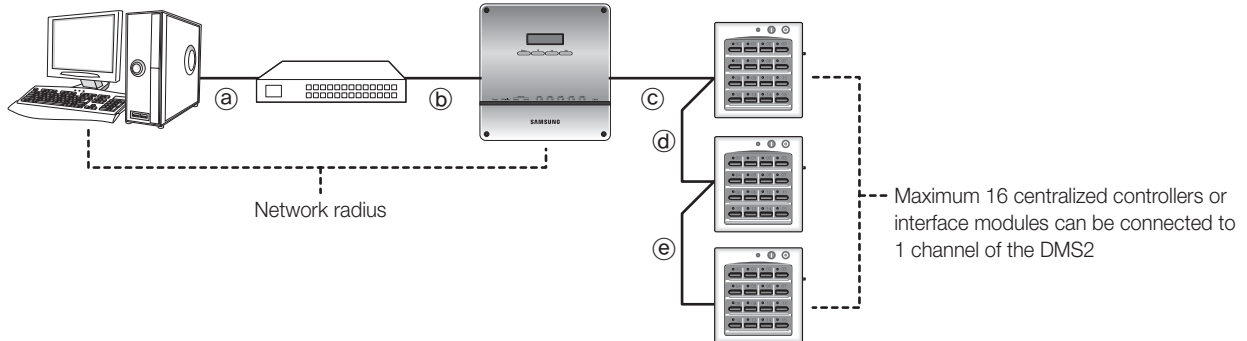 ⓐ
ⓑ
ⓒ
SAMSUNG
ⓓ
ⓔ
Network radius
Maximum 16 centralized controllers or
interface modules can be connected to
1 channel of the DMS2